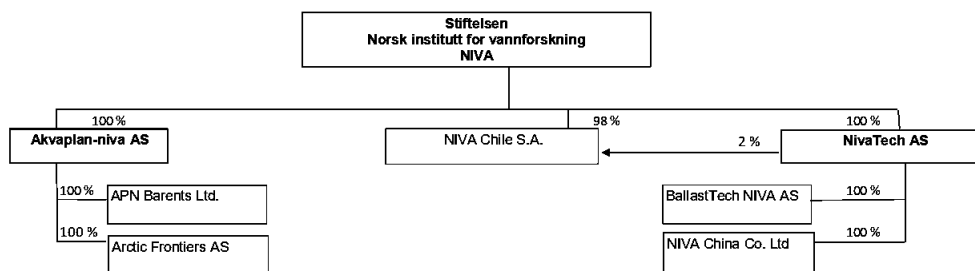 Stiftelsen
Norsk institutt for vannforskning
NIVA
100 %
98 %
100 %
Akvaplan-niva AS
NIVA Chile S.A.
2 %
NivaTech AS
100 %
APN Barents Ltd.
BallastTech NIVA AS
100 %
100 %
Arctic Frontiers AS
NIVA China Co. Ltd
100 %